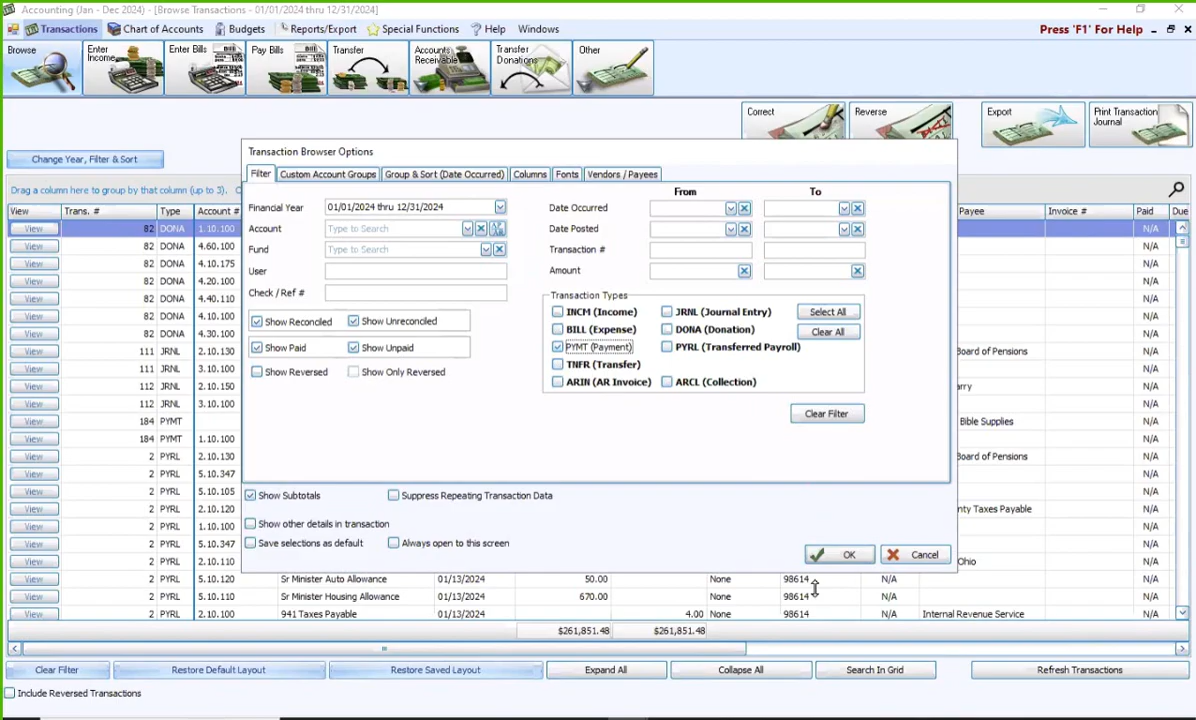 Accounting (Jan - Dec 2024) - [Browse Transactions - 01/01/2024 thru 12/31/2024]
Transactions Chart of Accounts Budgets Reports/Export Special Functions Help Windows Press 'F1' For Help
Browse Enter Income Enter Bills Pay Bills Transfer Accounts Receivable Transfer Donations Other
Correct Reverse Export Print Transaction Journal
Change Year, Filter & Sort
Drag a column here to group by that column (up to 3).
View Trans. # Type Account # Payee Invoice # Paid Due
View 82 DONA 1.10.100 N/A
View 82 DONA 4.60.100 N/A
View 82 DONA 4.10.175 N/A
View 82 DONA 4.20.100 N/A
View 82 DONA 4.40.110 N/A
View 82 DONA 4.10.100 N/A
View 82 DONA 4.30.100 N/A
View 111 JRNL 2.10.130 Board of Pensions N/A
View 111 JRNL 3.10.100 N/A
View 112 JRNL 2.10.150 arry N/A
View 112 JRNL 3.10.100 N/A
View 184 PYMT Bible Supplies N/A
View 184 PYMT 1.10.100 N/A
View 2 PYRL 2.10.130 Board of Pensions N/A
View 2 PYRL 5.10.347 N/A
View 2 PYRL 5.10.105 N/A
View 2 PYRL 2.10.120 nty Taxes Payable N/A
View 2 PYRL 1.10.100 N/A
View 2 PYRL 5.10.347 N/A
View 2 PYRL 2.10.110 Ohio N/A
View 2 PYRL 5.10.120 Sr Minister Auto Allowance 01/13/2024 50.00 None 98614 N/A N/A
View 2 PYRL 5.10.110 Sr Minister Housing Allowance 01/13/2024 670.00 None 98614 N/A N/A
View 2 PYRL 2.10.100 941 Taxes Payable 01/13/2024 4.00 None 98614 N/A Internal Revenue Service N/A
$261,851.48 $261,851.48
Transaction Browser Options
Filter Custom Account Groups Group & Sort (Date Occurred) Columns Fonts Vendors / Payees
From To
Financial Year 01/01/2024 thru 12/31/2024 Date Occurred
Account Type to Search Date Posted
Fund Type to Search Transaction #
User Amount
Check / Ref #
Transaction Types
Show Reconciled Show Unreconciled INCM (Income) JRNL (Journal Entry) Select All
BILL (Expense) DONA (Donation) Clear All
Show Paid Show Unpaid PYMT (Payment) PYRL (Transferred Payroll)
Show Reversed Show Only Reversed TNFR (Transfer)
ARIN (AR Invoice) ARCL (Collection)
Clear Filter
Show Subtotals Suppress Repeating Transaction Data
Show other details in transaction
Save selections as default Always open to this screen
OK Cancel
Clear Filter Restore Default Layout Restore Saved Layout Expand All Collapse All Search In Grid Refresh Transactions
Include Reversed Transactions